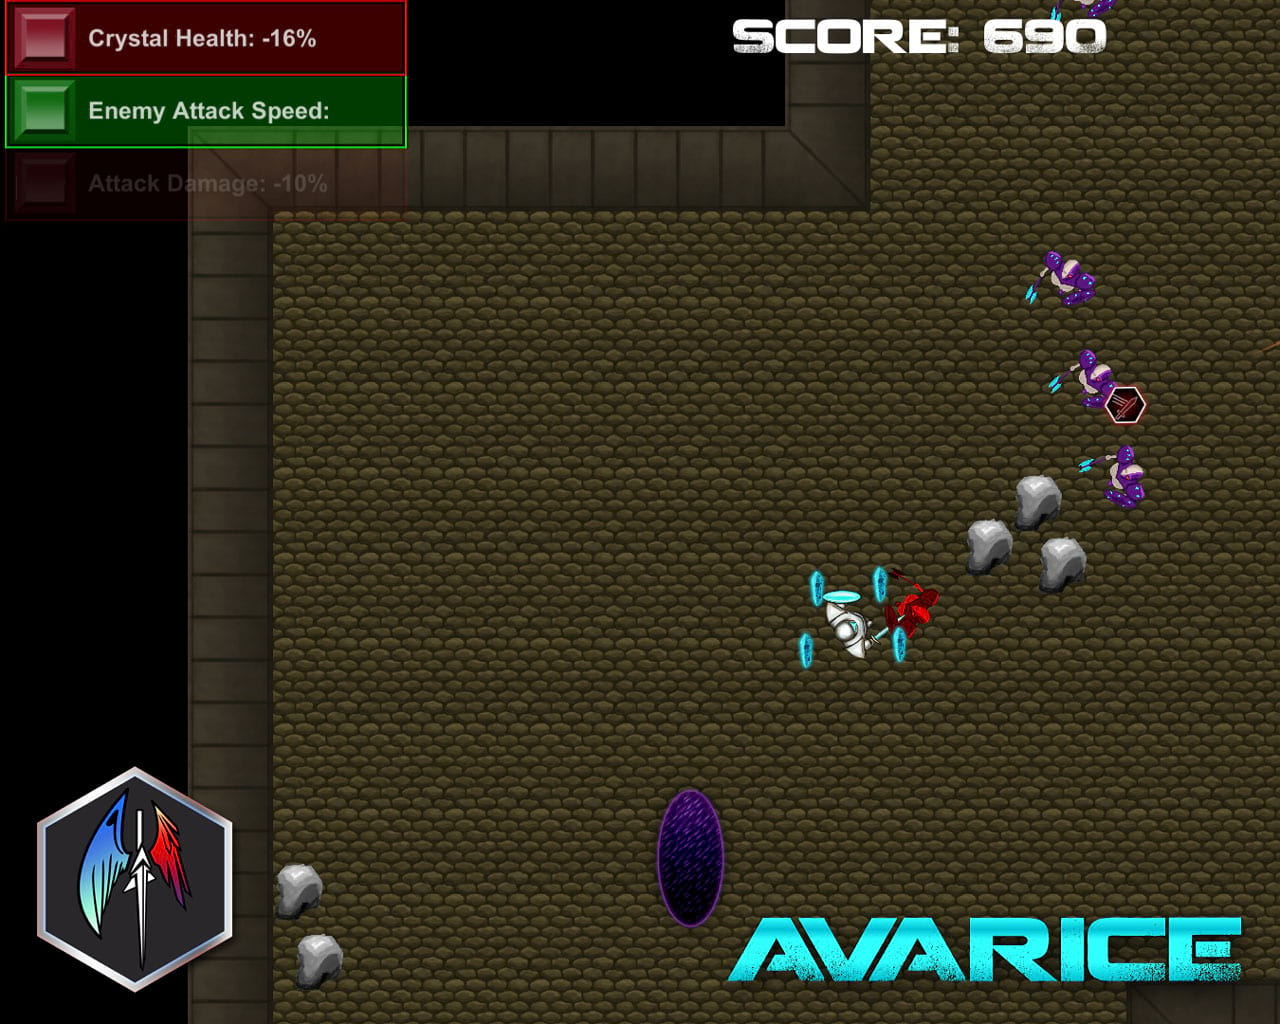 Crystal Health: -16%
SCORE: 690
Enemy Attack Speed:
Attack Damage: -10%
AVARICE